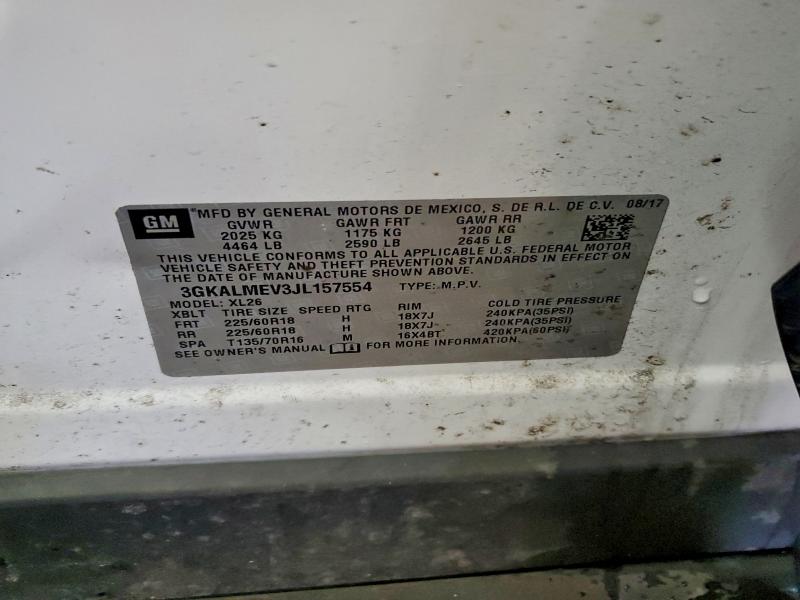 GM
*MFD BY GENERAL MOTORS DE MEXICO, S. DE R.L. DE C.V. 08/17
GVWR GAWR FRT GAWR RR
2025 KG 1175 KG 1200 KG
4464 LB 2590 LB 2645 LB
THIS VEHICLE CONFORMS TO ALL APPLICABLE U.S. FEDERAL MOTOR
VEHICLE SAFETY AND THEFT PREVENTION STANDARDS IN EFFECT ON
THE DATE OF MANUFACTURE SHOWN ABOVE.
3GKALMEV3JL157554 TYPE: M.P.V.
MODEL: XL26
XBLT TIRE SIZE SPEED RTG RIM COLD TIRE PRESSURE
FRT 225/60R18 H 18X7J 240KPA(35PSI)
RR 225/60R18 H 18X7J 240KPA(35PSI)
SPA T135/70R16 M 16X4BT 420KPA(60PSI)
SEE OWNER'S MANUAL FOR MORE INFORMATION.